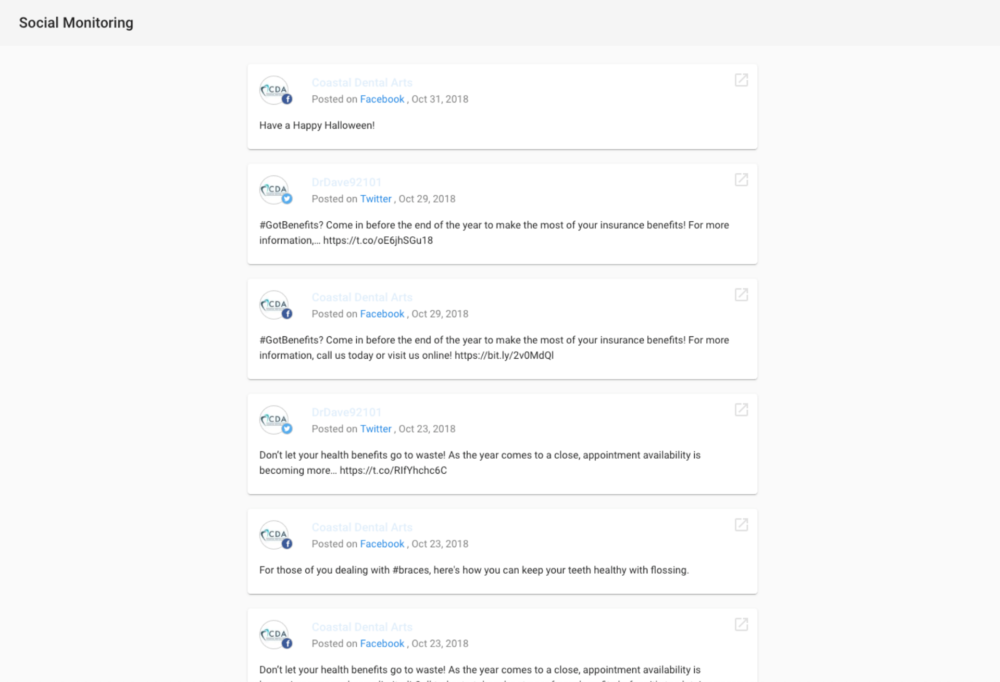 Social Monitoring
CDA
Coastal Dental Arts
Posted on Facebook , Oct 31, 2018
Have a Happy Halloween!
CDA
DrDave92101
Posted on Twitter , Oct 29, 2018
#GotBenefits? Come in before the end of the year to make the most of your insurance benefits! For more
information,... https://t.co/oE6jhSGu18
CDA
Coastal Dental Arts
Posted on Facebook , Oct 29, 2018
#GotBenefits? Come in before the end of the year to make the most of your insurance benefits! For more
information, call us today or visit us online! https://bit.ly/2v0MdQl
CDA
DrDave92101
Posted on Twitter , Oct 23, 2018
Don't let your health benefits go to waste! As the year comes to a close, appointment availability is
becoming more... https://t.co/RIfYhchc6C
CDA
Coastal Dental Arts
Posted on Facebook , Oct 23, 2018
For those of you dealing with #braces, here's how you can keep your teeth healthy with flossing.
CDA
Coastal Dental Arts
Posted on Facebook , Oct 23, 2018
Don't let your health benefits go to waste! As the year comes to a close, appointment availability is